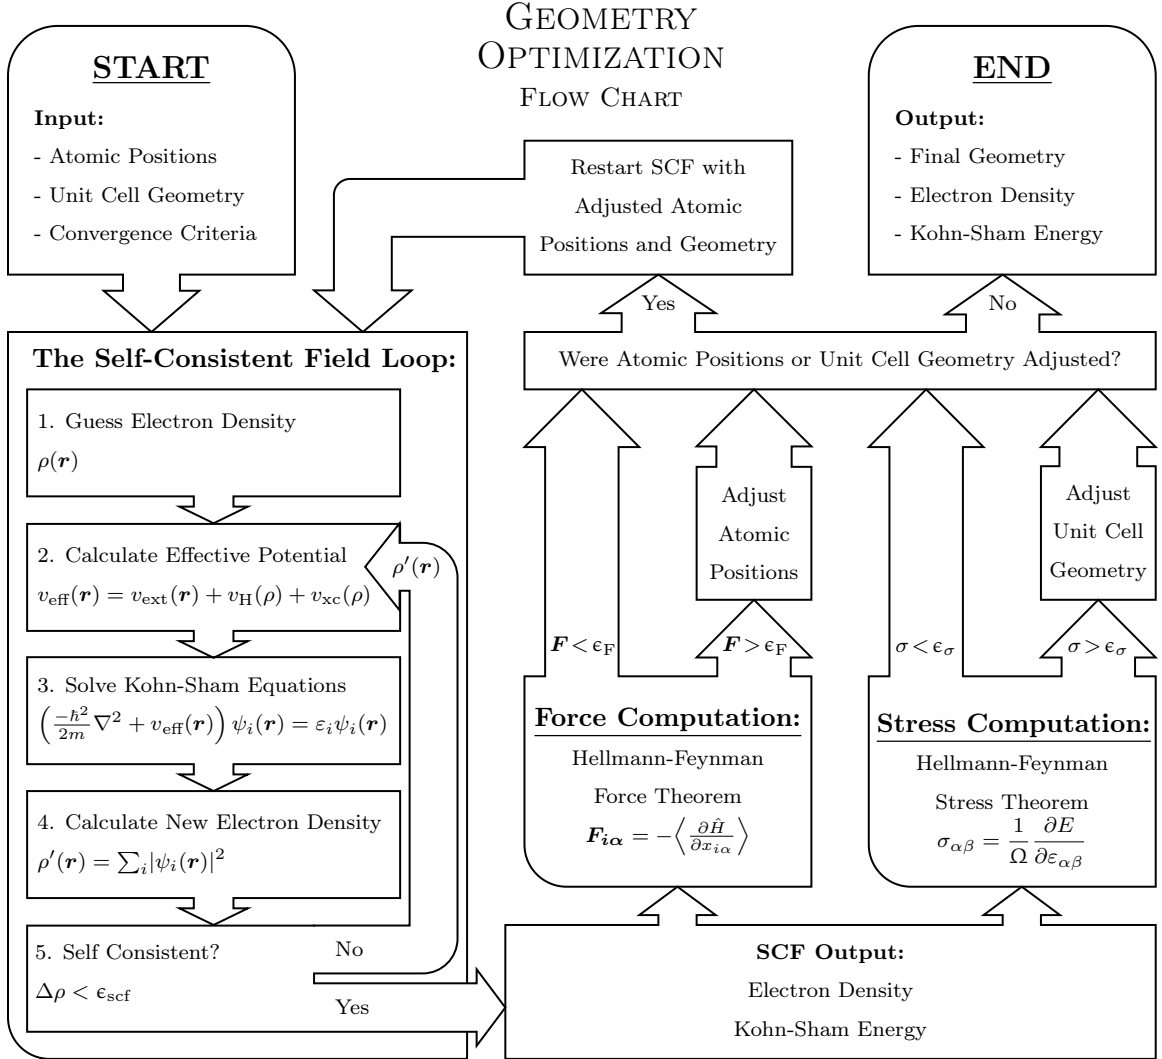 GEOMETRY
OPTIMIZATION
FLOW CHART
START
Input:
- Atomic Positions
- Unit Cell Geometry
- Convergence Criteria
Restart SCF with
Adjusted Atomic
Positions and Geometry
END
Output:
- Final Geometry
- Electron Density
- Kohn-Sham Energy
Yes
No
Were Atomic Positions or Unit Cell Geometry Adjusted?
The Self-Consistent Field Loop:
1. Guess Electron Density
ρ(r)
2. Calculate Effective Potential
v_eff(r) = v_ext(r) + v_H(ρ) + v_xc(ρ)
ρ′(r)
3. Solve Kohn-Sham Equations
(−ℏ²/2m ∇² + v_eff(r)) ψ_i(r) = ε_i ψ_i(r)
4. Calculate New Electron Density
ρ′(r) = ∑_i |ψ_i(r)|²
5. Self Consistent?
Δρ < ϵ_scf
No
Yes
Adjust
Atomic
Positions
Adjust
Unit Cell
Geometry
F < ϵ_F
F > ϵ_F
σ < ϵ_σ
σ > ϵ_σ
Force Computation:
Hellmann-Feynman
Force Theorem
F_iα = −⟨∂Ĥ/∂x_iα⟩
Stress Computation:
Hellmann-Feynman
Stress Theorem
σ_αβ = 1/Ω ∂E/∂ε_αβ
SCF Output:
Electron Density
Kohn-Sham Energy